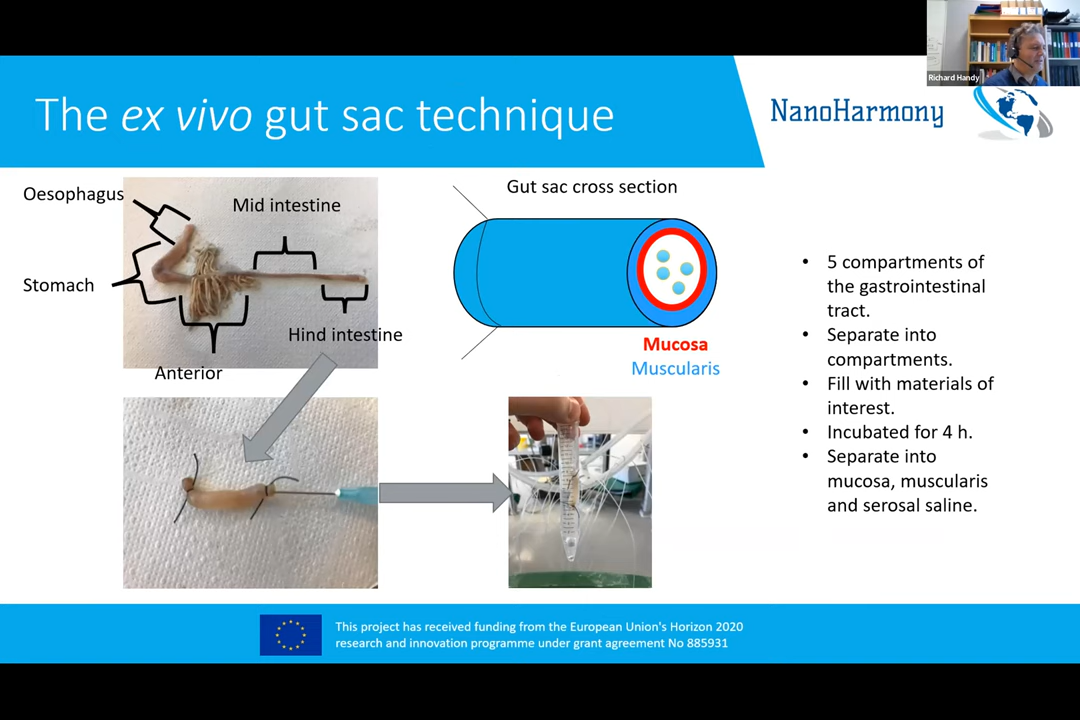 Richard Handy
The ex vivo gut sac technique
NanoHarmony
Oesophagus
Mid intestine
Stomach
Hind intestine
Anterior
Gut sac cross section
Mucosa
Muscularis
• 5 compartments of
the gastrointestinal
tract.
• Separate into
compartments.
• Fill with materials of
interest.
• Incubated for 4 h.
• Separate into
mucosa, muscularis
and serosal saline.
This project has received funding from the European Union's Horizon 2020
research and innovation programme under grant agreement No 885931